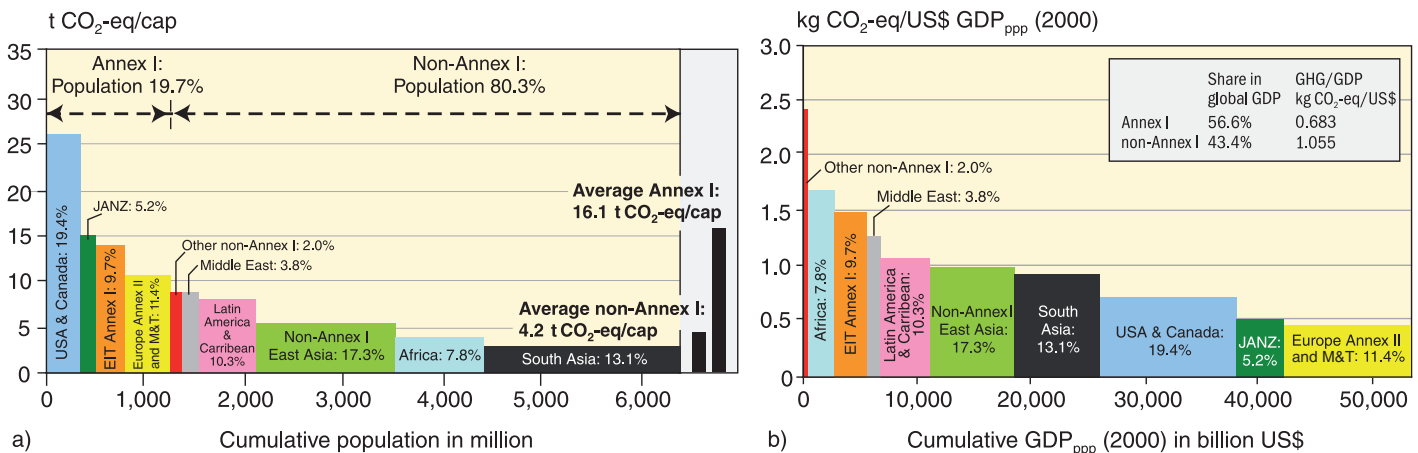 t CO₂-eq/cap
35
30
25
20
15
10
5
0
Annex I:
Population 19.7%
Non-Annex I:
Population 80.3%
USA & Canada: 19.4%
JANZ: 5.2%
EIT Annex I: 9.7%
Europe Annex II
and M&T: 11.4%
Other non-Annex I: 2.0%
Middle East: 3.8%
Latin
America
&
Carribean
10.3%
Non-Annex I
East Asia: 17.3%
Africa: 7.8%
South Asia: 13.1%
Average Annex I:
16.1 t CO₂-eq/cap
Average non-Annex I:
4.2 t CO₂-eq/cap
0
1,000
2,000
3,000
4,000
5,000
6,000
a)
Cumulative population in million
kg CO₂-eq/US$ GDPppp (2000)
3.0
2.5
2.0
1.5
1.0
0.5
0
Share in
global GDP
GHG/GDP
kg CO₂-eq/US$
Annex I 56.6% 0.683
non-Annex I 43.4% 1.055
Other non-Annex I: 2.0%
Middle East: 3.8%
Africa: 7.8%
EIT Annex I: 9.7%
Latin America
& Carribean:
10.3%
Non-Annex I
East Asia:
17.3%
South
Asia:
13.1%
USA & Canada:
19.4%
JANZ:
5.2%
Europe Annex II
and M&T: 11.4%
0
10,000
20,000
30,000
40,000
50,000
b)
Cumulative GDPppp (2000) in billion US$